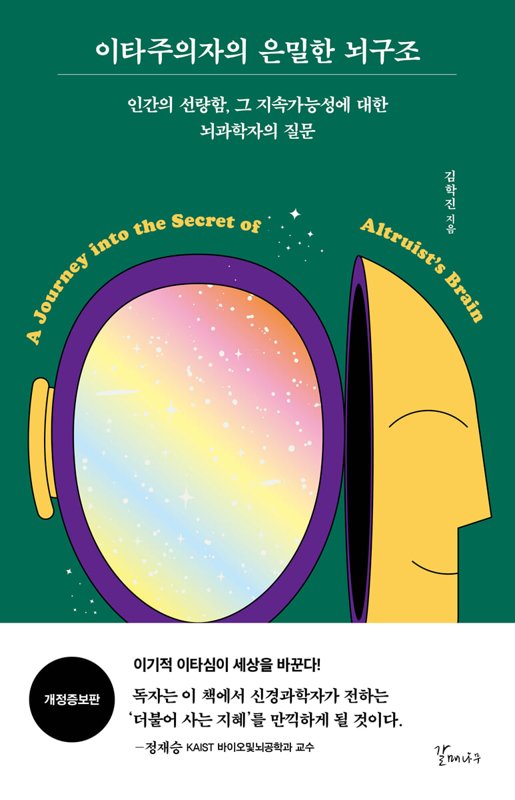 이타주의자의 은밀한 뇌구조
인간의 선량함, 그 지속가능성에 대한
뇌과학자의 질문
김학진 지음
A Journey into the Secret of
Altruist's Brain
개정증보판
이기적 이타심이 세상을 바꾼다!
독자는 이 책에서 신경과학자가 전하는
‘더불어 사는 지혜’를 만끽하게 될 것이다.
—정재승 KAIST 바이오및뇌공학과 교수
갈매나무